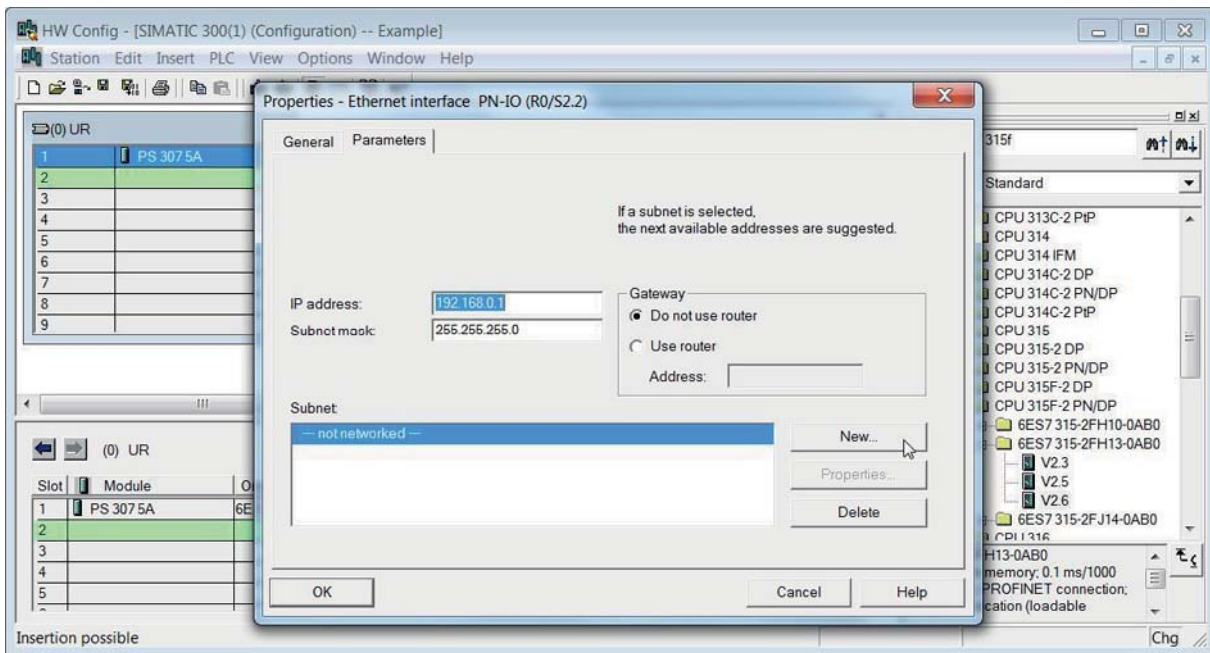 HW Config - [SIMATIC 300(1) (Configuration) -- Example]
Station Edit Insert PLC View Options Window Help
(0) UR
1 PS 307 5A
2
3
4
5
6
7
8
9
Properties - Ethernet interface PN-IO (R0/S2.2)
General Parameters
If a subnet is selected,
the next available addresses are suggested.
IP address: 192.168.0.1
Subnet mask: 255.255.255.0
Gateway
Do not use router
Use router
Address:
Subnet:
--- not networked ---
New...
Properties...
Delete
OK Cancel Help
315f
Standard
CPU 313C-2 PtP
CPU 314
CPU 314 IFM
CPU 314C-2 DP
CPU 314C-2 PN/DP
CPU 314C-2 PtP
CPU 315
CPU 315-2 DP
CPU 315-2 PN/DP
CPU 315F-2 DP
CPU 315F-2 PN/DP
6ES7 315-2FH10-0AB0
6ES7 315-2FH13-0AB0
V2.3
V2.5
V2.6
6ES7 315-2FJ14-0AB0
CPU 316
H13-0AB0
memory; 0.1 ms/1000
PROFINET connection;
cation (loadable
(0) UR
Slot Module O
1 PS 307 5A 6E
2
3
4
5
Insertion possible
Chg